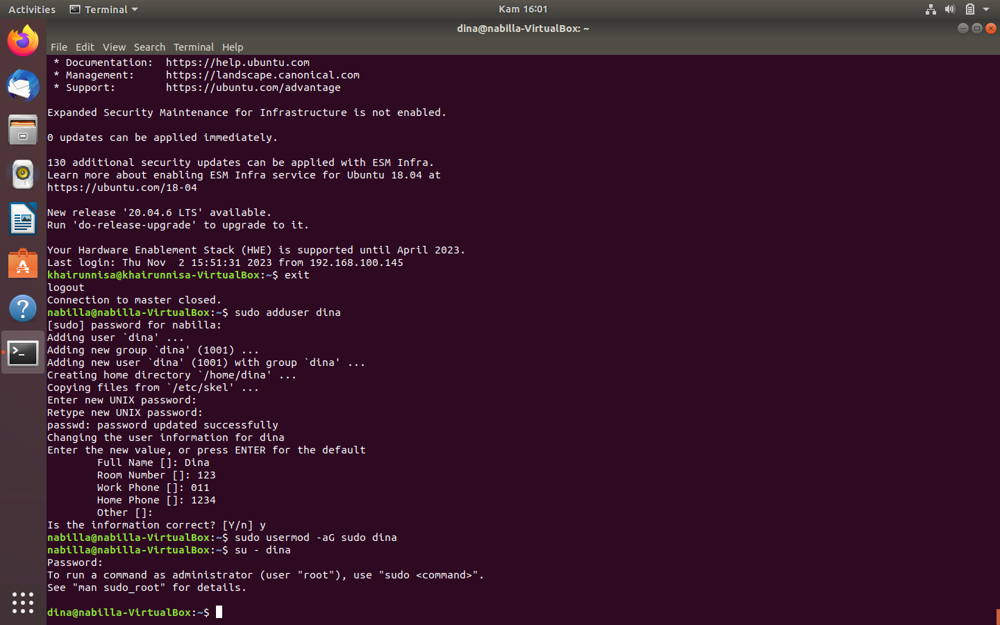 Activities Terminal Kam 16:01
dina@nabilla-VirtualBox: ~
File Edit View Search Terminal Help
 * Documentation:  https://help.ubuntu.com
 * Management:     https://landscape.canonical.com
 * Support:        https://ubuntu.com/advantage
Expanded Security Maintenance for Infrastructure is not enabled.
0 updates can be applied immediately.
130 additional security updates can be applied with ESM Infra.
Learn more about enabling ESM Infra service for Ubuntu 18.04 at
https://ubuntu.com/18-04
New release '20.04.6 LTS' available.
Run 'do-release-upgrade' to upgrade to it.
Your Hardware Enablement Stack (HWE) is supported until April 2023.
Last login: Thu Nov  2 15:51:31 2023 from 192.168.100.145
khairunnisa@khairunnisa-VirtualBox:~$ exit
logout
Connection to master closed.
nabilla@nabilla-VirtualBox:~$ sudo adduser dina
[sudo] password for nabilla:
Adding user `dina' ...
Adding new group `dina' (1001) ...
Adding new user `dina' (1001) with group `dina' ...
Creating home directory `/home/dina' ...
Copying files from `/etc/skel' ...
Enter new UNIX password:
Retype new UNIX password:
passwd: password updated successfully
Changing the user information for dina
Enter the new value, or press ENTER for the default
        Full Name []: Dina
        Room Number []: 123
        Work Phone []: 011
        Home Phone []: 1234
        Other []:
Is the information correct? [Y/n] y
nabilla@nabilla-VirtualBox:~$ sudo usermod -aG sudo dina
nabilla@nabilla-VirtualBox:~$ su - dina
Password:
To run a command as administrator (user "root"), use "sudo <command>".
See "man sudo_root" for details.
dina@nabilla-VirtualBox:~$